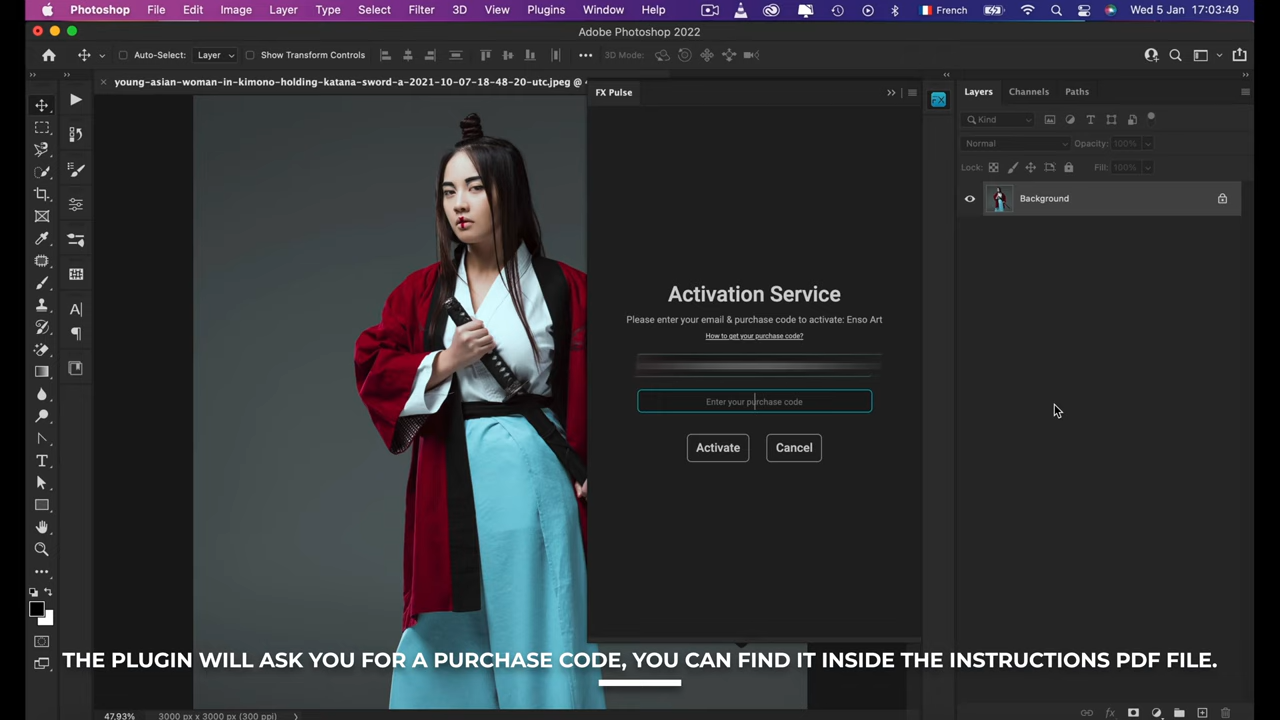 Photoshop File Edit Image Layer Type Select Filter 3D View Plugins Window Help French Wed 5 Jan 17:03:49
Adobe Photoshop 2022
Auto-Select: Layer Show Transform Controls 3D Mode:
young-asian-woman-in-kimono-holding-katana-sword-a-2021-10-07-18-48-20-utc.jpeg @ 4
FX Pulse
FX
Layers Channels Paths
Kind
Normal Opacity: 100%
Lock: Fill: 100%
Background
Activation Service
Please enter your email & purchase code to activate: Enso Art
How to get your purchase code?
Enter your purchase code
Activate Cancel
THE PLUGIN WILL ASK YOU FOR A PURCHASE CODE, YOU CAN FIND IT INSIDE THE INSTRUCTIONS PDF FILE.
47.93% 3000 px x 3000 px (300 ppi)